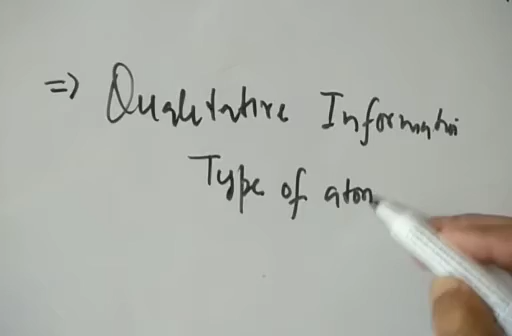 ⇒ Qualitative Information
Type of atom